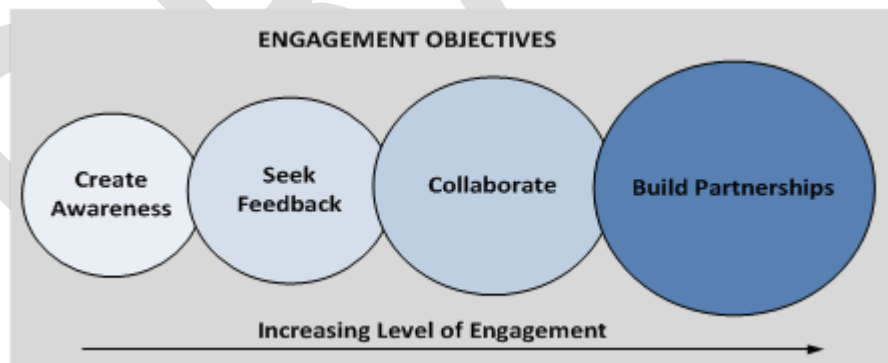 ENGAGEMENT OBJECTIVES
Create
Awareness
Seek
Feedback
Collaborate
Build Partnerships
Increasing Level of Engagement